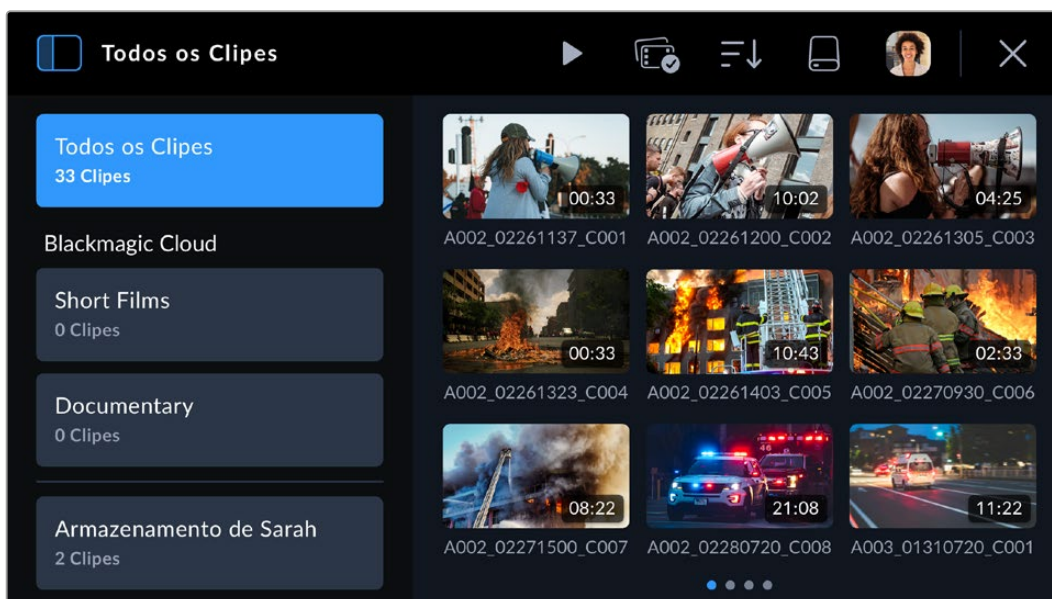 Todos os Clipes
Todos os Clipes
33 Clipes
Blackmagic Cloud
Short Films
0 Clipes
Documentary
0 Clipes
Armazenamento de Sarah
2 Clipes
00:33 10:02 04:25
A002_02261137_C001 A002_02261200_C002 A002_02261305_C003
00:33 10:43 02:33
A002_02261323_C004 A002_02261403_C005 A002_02270930_C006
46
08:22 21:08 11:22
A002_02271500_C007 A002_02280720_C008 A003_01310720_C001